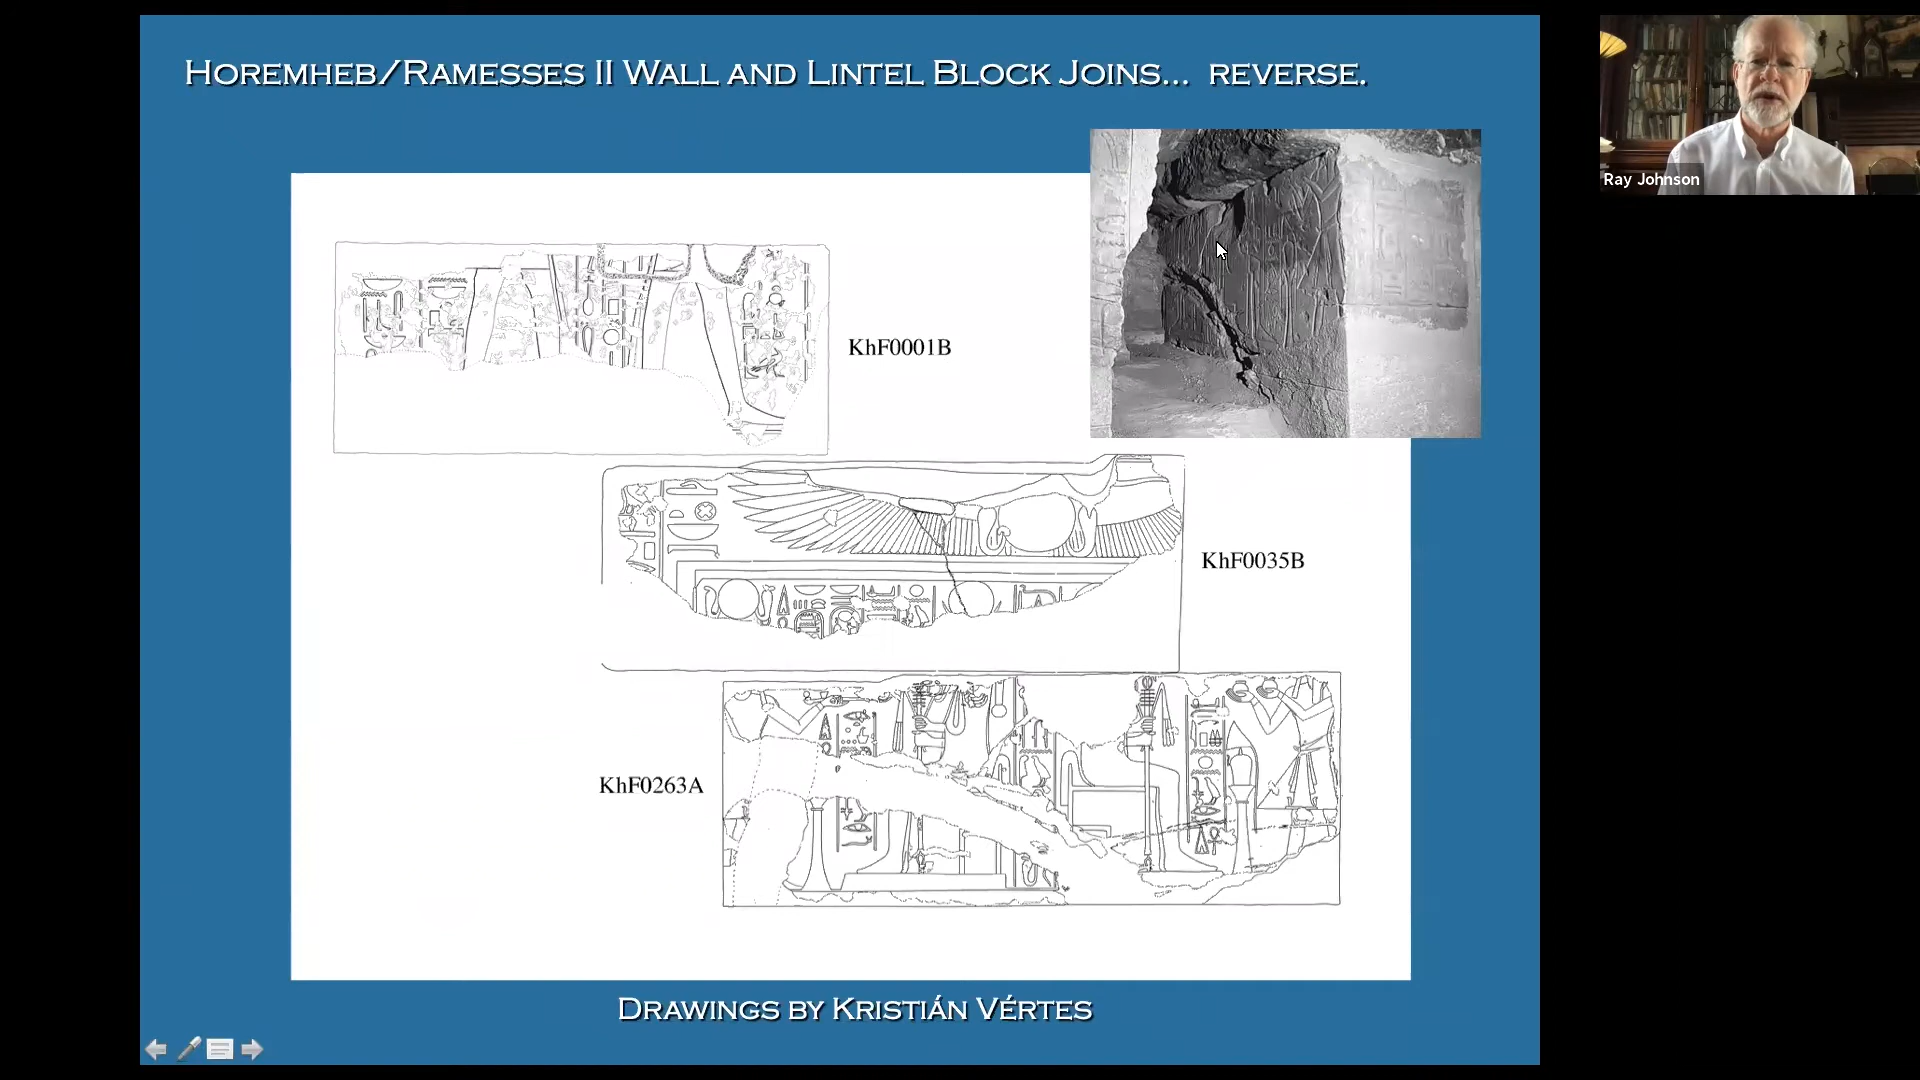 HOREMHEB/RAMESSES II WALL AND LINTEL BLOCK JOINS... REVERSE.
Ray Johnson
KhF0001B
KhF0035B
KhF0263A
DRAWINGS BY KRISTIÁN VÉRTES